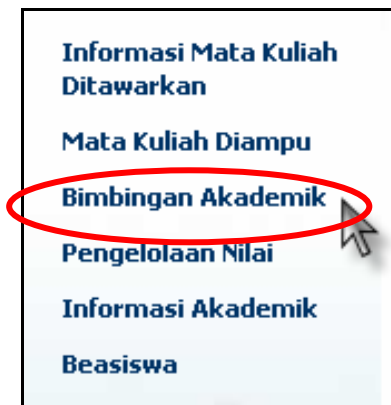 Informasi Mata Kuliah
Ditawarkan
Mata Kuliah Diampu
Bimbingan Akademik
Pengelolaan Nilai
Informasi Akademik
Beasiswa